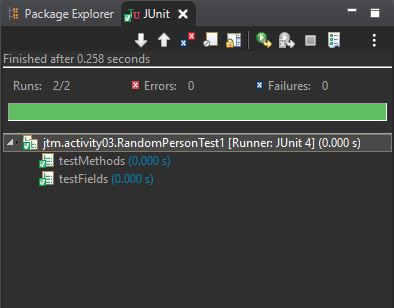 Package Explorer JUnit
Finished after 0.258 seconds
Runs: 2/2 Errors: 0 Failures: 0
jtm.activity03.RandomPersonTest1 [Runner: JUnit 4] (0.000 s)
testMethods (0.000 s)
testFields (0.000 s)